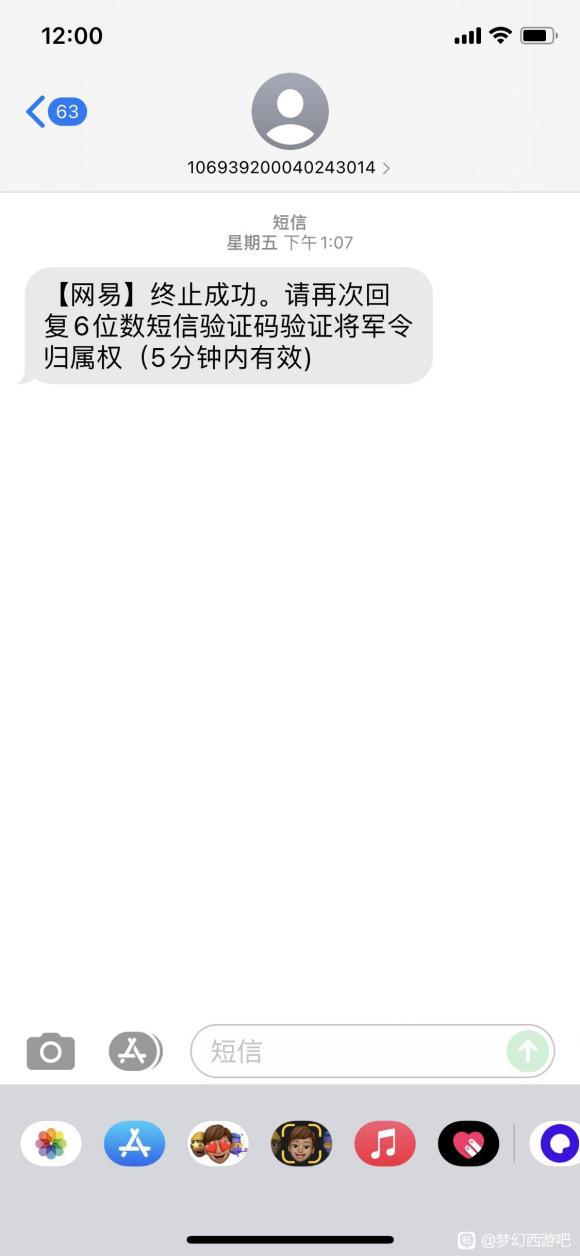 12:00
63
106939200040243014
短信
星期五 下午1:07
【网易】终止成功。请再次回
复6位数短信验证码验证将军令
归属权（5分钟内有效)
短信
贴 @梦幻西游吧